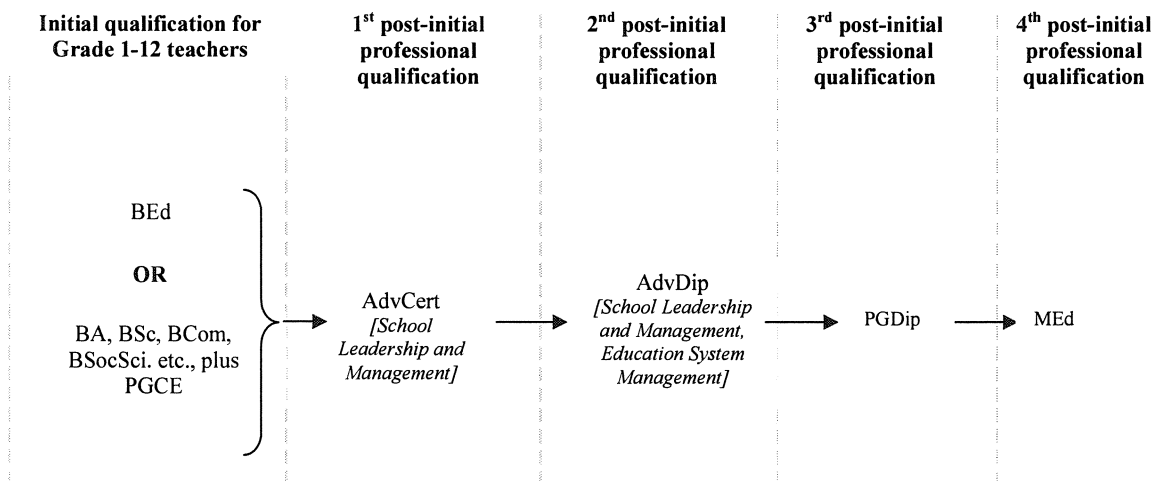 Initial qualification for
Grade 1-12 teachers
1st post-initial
professional
qualification
2nd post-initial
professional
qualification
3rd post-initial
professional
qualification
4th post-initial
professional
qualification
BEd
OR
BA, BSc, BCom,
BSocSci. etc., plus
PGCE
AdvCert
[School
Leadership and
Management]
AdvDip
[School Leadership
and Management,
Education System
Management]
PGDip
MEd